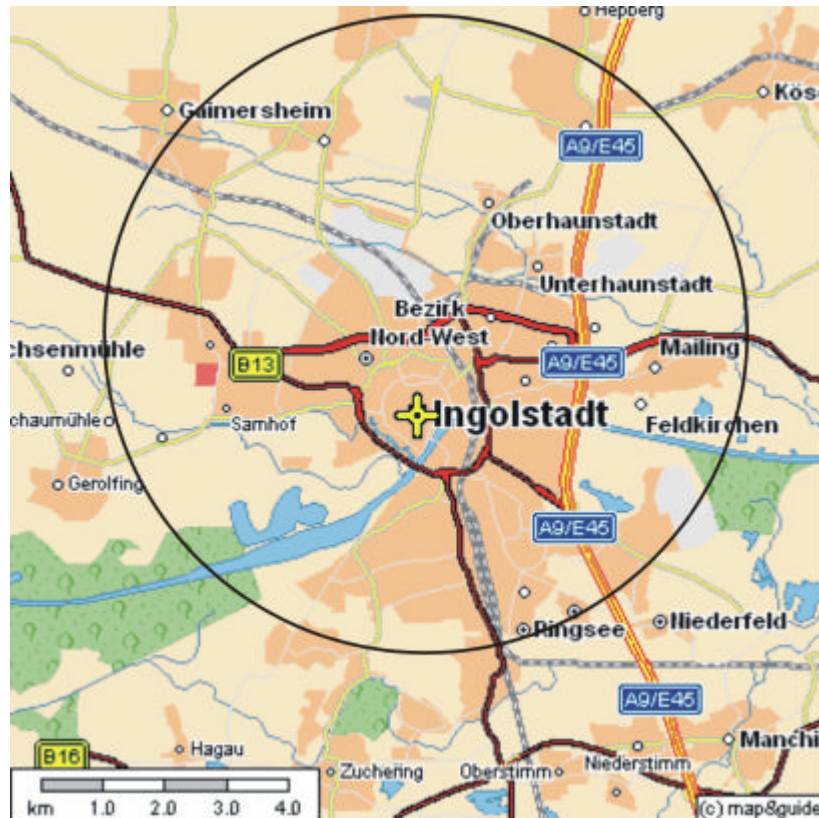 Hepberg
Gaimersheim
Kös
A9/E45
Oberhaunstadt
Unterhaunstadt
Bezirk
Nord-West
chsenmühle
B13
A9/E45
Mailing
Ingolstadt
chaumühle
Samhof
Feldkirchen
Gerolfing
A9/E45
Ringsee
Niederfeld
A9/E45
B16
Hagau
Zuchering
Oberstimm
Niederstimm
Manchi
km 1.0 2.0 3.0 4.0
(c) map&guide